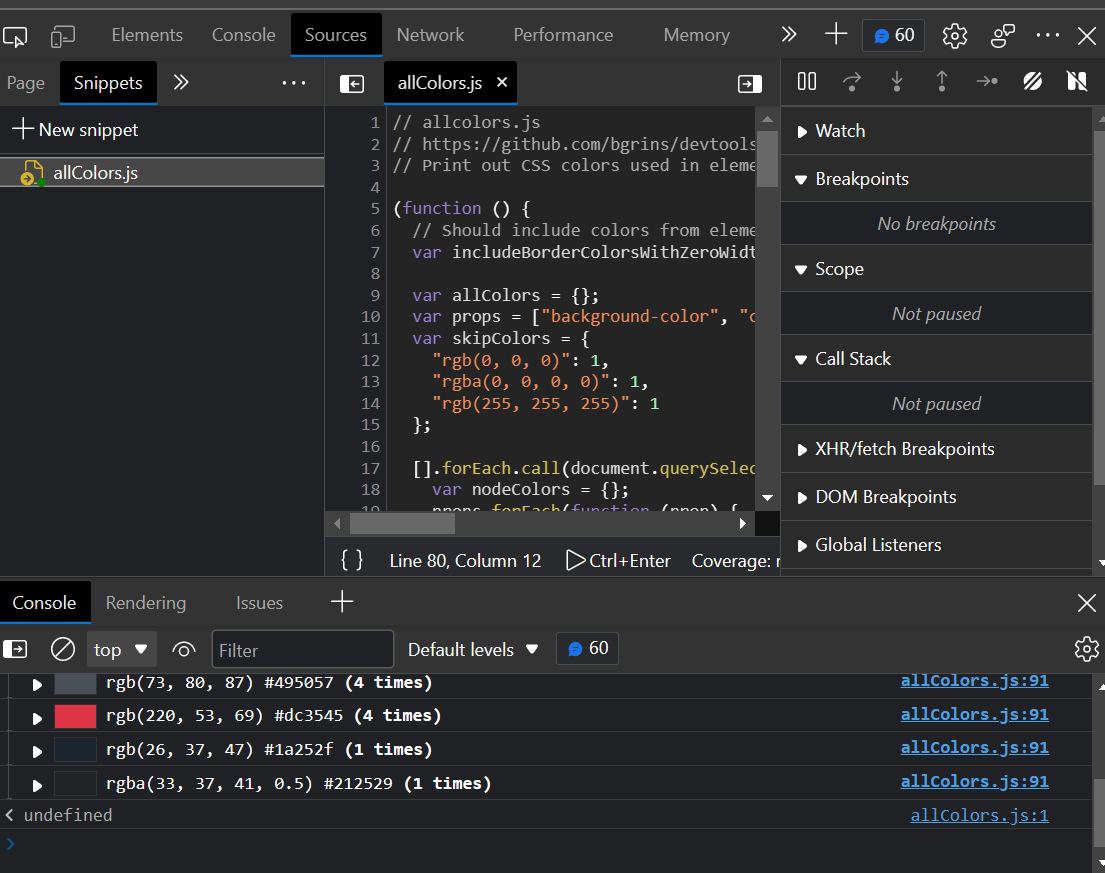 Elements Console Sources Network Performance Memory 60
Page Snippets
New snippet
allColors.js
allColors.js
1 // allcolors.js
2 // https://github.com/bgrins/devtools
3 // Print out CSS colors used in eleme
4
5 (function () {
6 // Should include colors from eleme
7 var includeBorderColorsWithZeroWidt
8
9 var allColors = {};
10 var props = ["background-color", "c
11 var skipColors = {
12 "rgb(0, 0, 0)": 1,
13 "rgba(0, 0, 0, 0)": 1,
14 "rgb(255, 255, 255)": 1
15 };
16
17 [].forEach.call(document.querySelec
18 var nodeColors = {};
19 props.forEach(function (prop) {
{ } Line 80, Column 12 Ctrl+Enter Coverage: 
Watch
Breakpoints
No breakpoints
Scope
Not paused
Call Stack
Not paused
XHR/fetch Breakpoints
DOM Breakpoints
Global Listeners
Console Rendering Issues
top Filter Default levels 60
rgb(73, 80, 87) #495057 (4 times) allColors.js:91
rgb(220, 53, 69) #dc3545 (4 times) allColors.js:91
rgb(26, 37, 47) #1a252f (1 times) allColors.js:91
rgba(33, 37, 41, 0.5) #212529 (1 times) allColors.js:91
undefined allColors.js:1